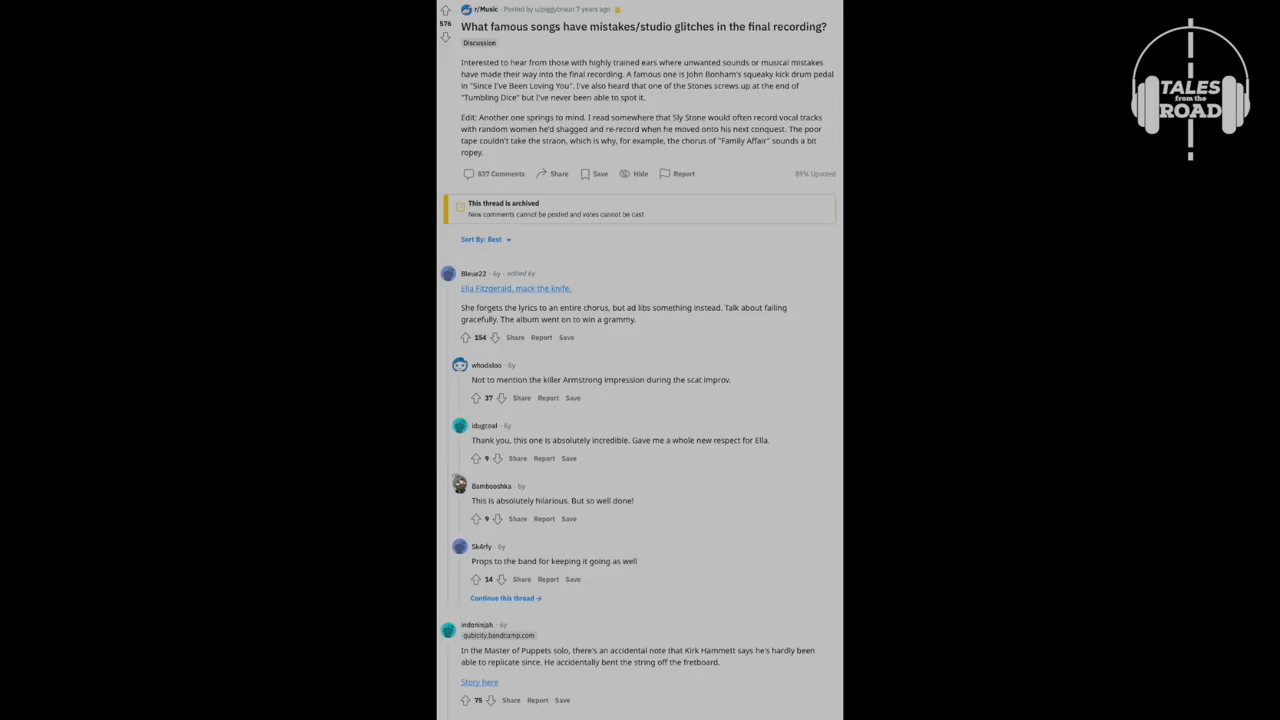 r/Music · Posted by u/piggybraun 7 years ago
576
What famous songs have mistakes/studio glitches in the final recording?
Discussion
Interested to hear from those with highly trained ears where unwanted sounds or musical mistakes
have made their way into the final recording. A famous one is John Bonham's squeaky kick drum pedal
in "Since I've Been Loving You". I've also heard that one of the Stones screws up at the end of
"Tumbling Dice" but I've never been able to spot it.
Edit: Another one springs to mind. I read somewhere that Sly Stone would often record vocal tracks
with random women he'd shagged and re-record when he moved onto his next conquest. The poor
tape couldn't take the straon, which is why, for example, the chorus of "Family Affair" sounds a bit
ropey.
837 Comments Share Save Hide Report 89% Upvoted
This thread is archived
New comments cannot be posted and votes cannot be cast
Sort By: Best
Bleue22 · 6y · edited 6y
Ella Fitzgerald, mack the knife.
She forgets the lyrics to an entire chorus, but ad libs something instead. Talk about failing
gracefully. The album went on to win a grammy.
154 Share Report Save
whodaloo · 6y
Not to mention the killer Armstrong impression during the scat improv.
37 Share Report Save
idugcoal · 6y
Thank you, this one is absolutely incredible. Gave me a whole new respect for Ella.
9 Share Report Save
Bambooshka · 6y
This is absolutely hilarious. But so well done!
9 Share Report Save
Sk4rfy · 6y
Props to the band for keeping it going as well
14 Share Report Save
Continue this thread →
indoninjah · 6y
qubicity.bandcamp.com
In the Master of Puppets solo, there's an accidental note that Kirk Hammett says he's hardly been
able to replicate since. He accidentally bent the string off the fretboard.
Story here
75 Share Report Save
TALES
from the
ROAD